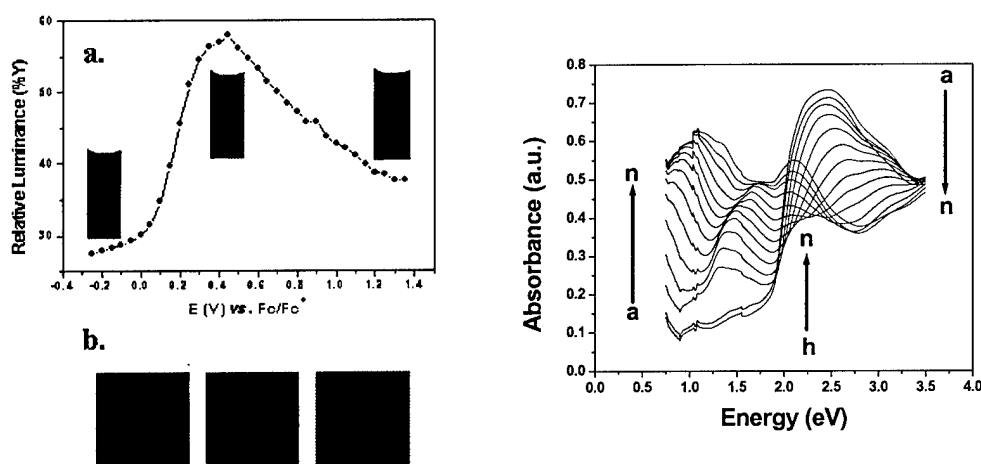 a.
60
50
40
30
Relative Luminance (%Y)
-0.4 -0.2 0.0 0.2 0.4 0.6 0.8 1.0 1.2 1.4
E (V) vs. Fc/Fc⁺
b.
0.8
0.7
0.6
0.5
0.4
0.3
0.2
0.1
0.0
Absorbance (a.u.)
n
a
n
h
a
n
0.0 0.5 1.0 1.5 2.0 2.5 3.0 3.5 4.0
Energy (eV)